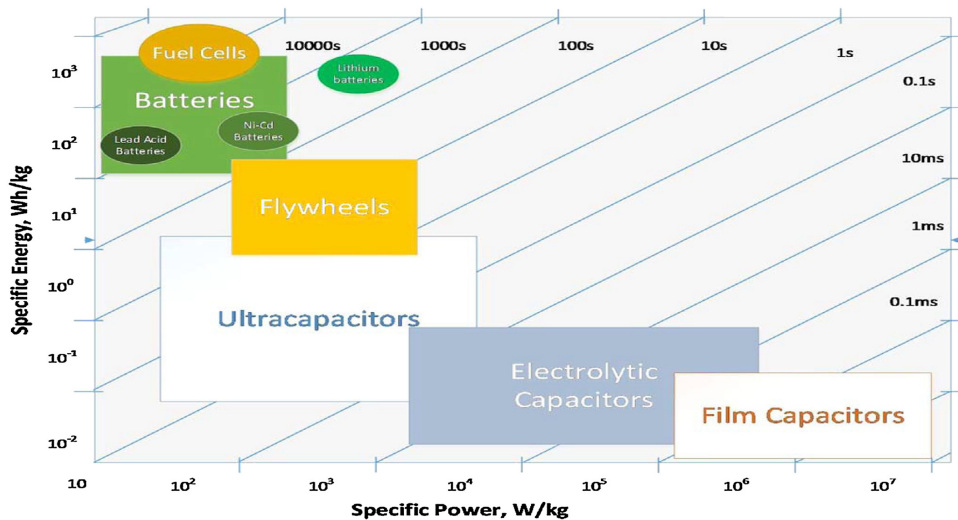 Fuel Cells
10000s
1000s
100s
10s
1s
Lithium
batteries
0.1s
Batteries
Lead Acid
Batteries
Ni-Cd
Batteries
10ms
Flywheels
1ms
Ultracapacitors
0.1ms
Electrolytic
Capacitors
Film Capacitors
Specific Energy, Wh/kg
10³
10²
10¹
10⁰
10⁻¹
10⁻²
10
10²
10³
10⁴
10⁵
10⁶
10⁷
Specific Power, W/kg